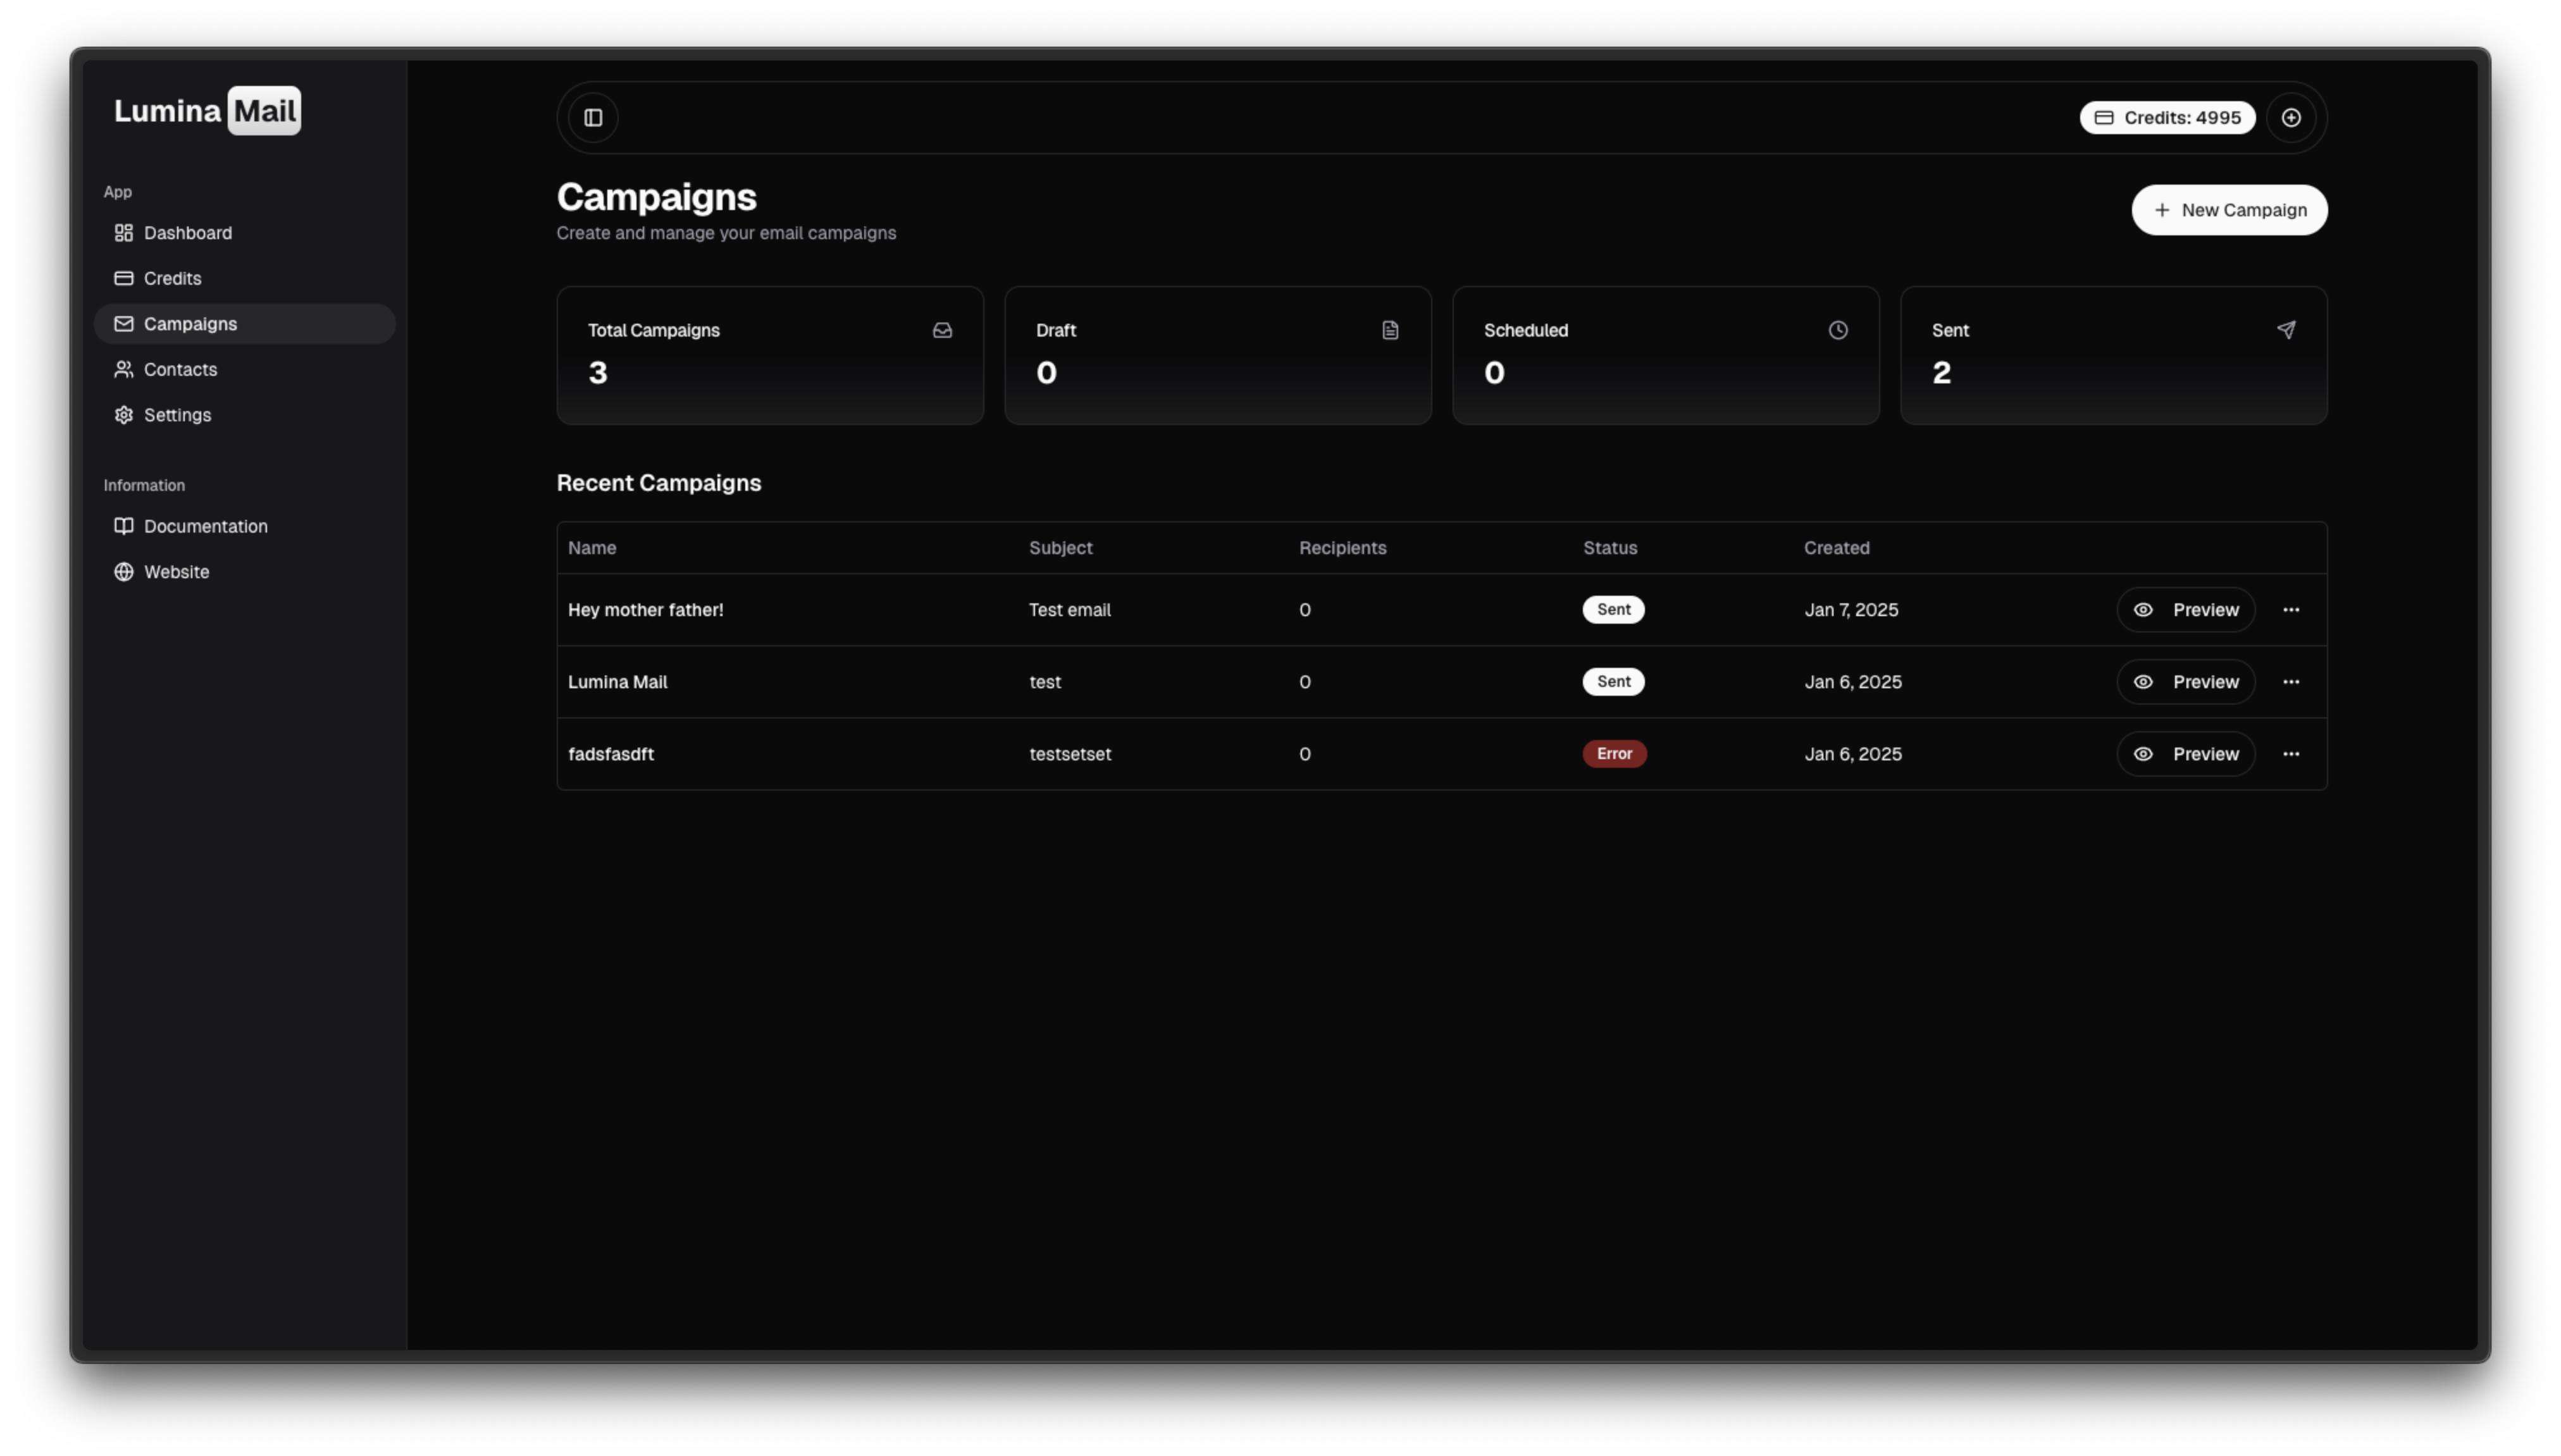 Lumina Mail
App
Dashboard
Credits
Campaigns
Contacts
Settings
Information
Documentation
Website
Credits: 4995
Campaigns
Create and manage your email campaigns
New Campaign
Total Campaigns
3
Draft
0
Scheduled
0
Sent
2
Recent Campaigns
Name Subject Recipients Status Created
Hey mother father! Test email 0 Sent Jan 7, 2025 Preview
Lumina Mail test 0 Sent Jan 6, 2025 Preview
fadsfasdft testsetset 0 Error Jan 6, 2025 Preview